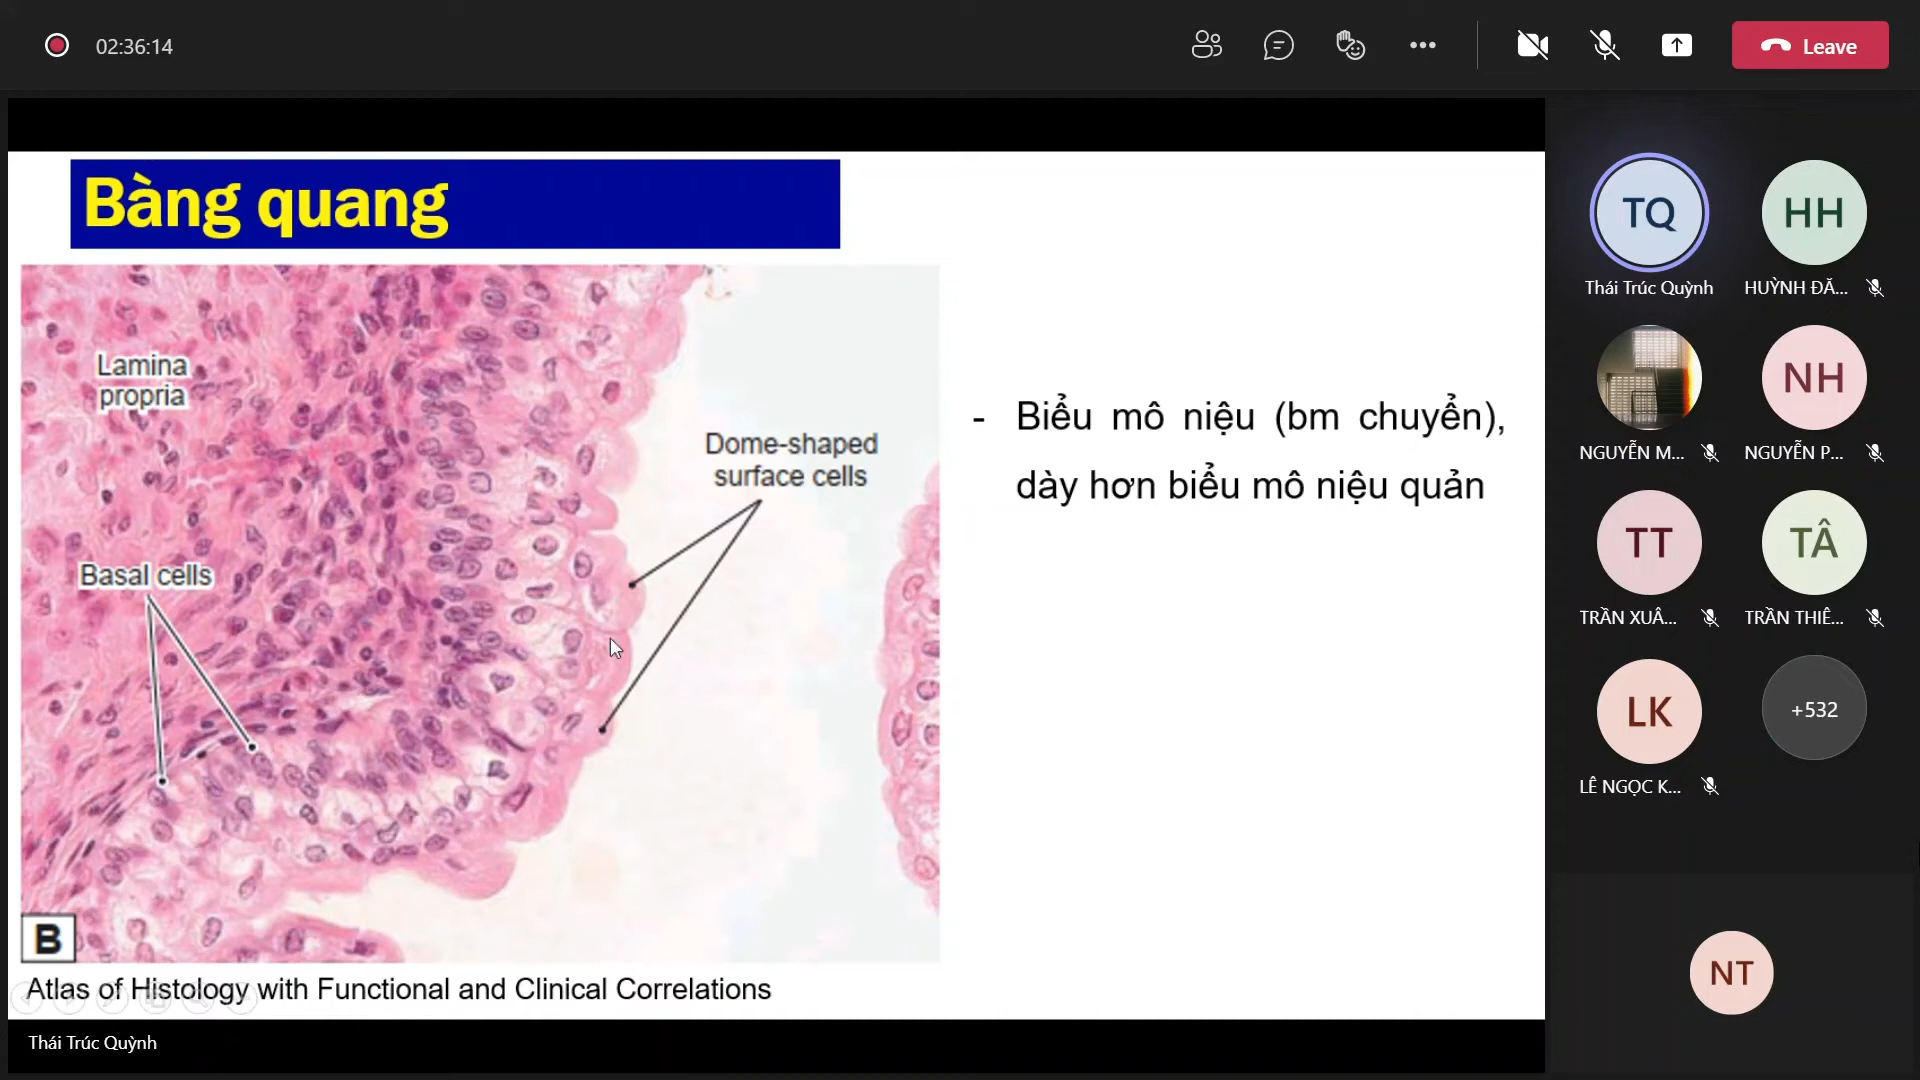 02:36:14
Leave
Bàng quang
Lamina
propria
Dome-shaped
surface cells
Basal cells
B
- Biểu mô niệu (bm chuyển),
dày hơn biểu mô niệu quản
Atlas of Histology with Functional and Clinical Correlations
Thái Trúc Quỳnh
TQ
HH
Thái Trúc Quỳnh
HUỲNH ĐĂ...
NH
NGUYỄN M...
NGUYỄN P...
TT
TÂ
TRẦN XUÂ...
TRẦN THIÊ...
LK
+532
LÊ NGỌC K...
NT